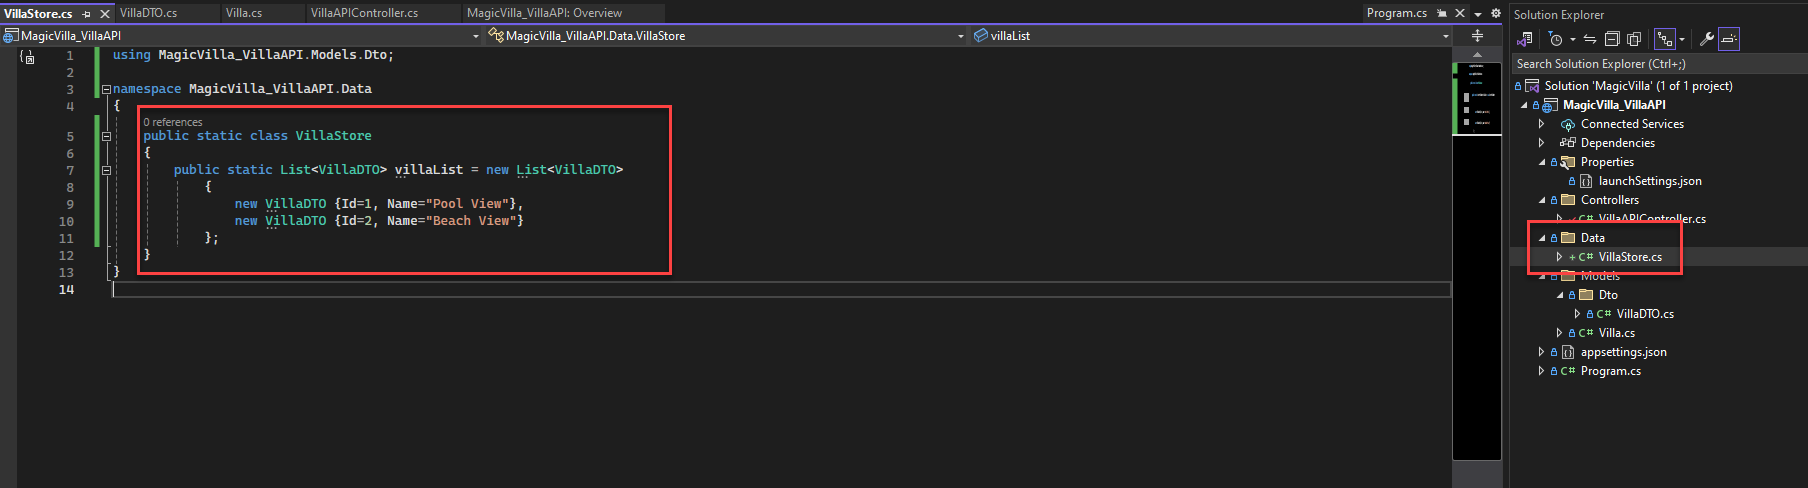 VillaStore.cs
VillaDTO.cs
Villa.cs
VillaAPIController.cs
MagicVilla_VillaAPI: Overview
Program.cs
MagicVilla_VillaAPI
MagicVilla_VillaAPI.Data.VillaStore
villaList
1 using MagicVilla_VillaAPI.Models.Dto;
2
3 namespace MagicVilla_VillaAPI.Data
4 {
0 references
5 public static class VillaStore
6 {
7 public static List<VillaDTO> villaList = new List<VillaDTO>
8 {
9 new VillaDTO {Id=1, Name="Pool View"},
10 new VillaDTO {Id=2, Name="Beach View"}
11 };
12 }
13 }
14
Solution Explorer
Search Solution Explorer (Ctrl+;)
Solution 'MagicVilla' (1 of 1 project)
MagicVilla_VillaAPI
Connected Services
Dependencies
Properties
launchSettings.json
Controllers
C# VillaAPIController.cs
Data
+ C# VillaStore.cs
Models
Dto
C# VillaDTO.cs
C# Villa.cs
appsettings.json
C# Program.cs